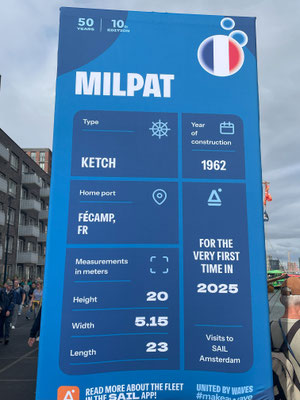 50 YEARS | 10th EDITION
MILPAT
Type
KETCH
Year of construction
1962
Home port
FÉCAMP, FR
FOR THE VERY FIRST TIME IN 2025
Visits to SAIL Amsterdam
Measurements in meters
Height 20
Width 5.15
Length 23
READ MORE ABOUT THE FLEET
IN THE SAIL APP!
UNITED BY WAVES
#makeawave